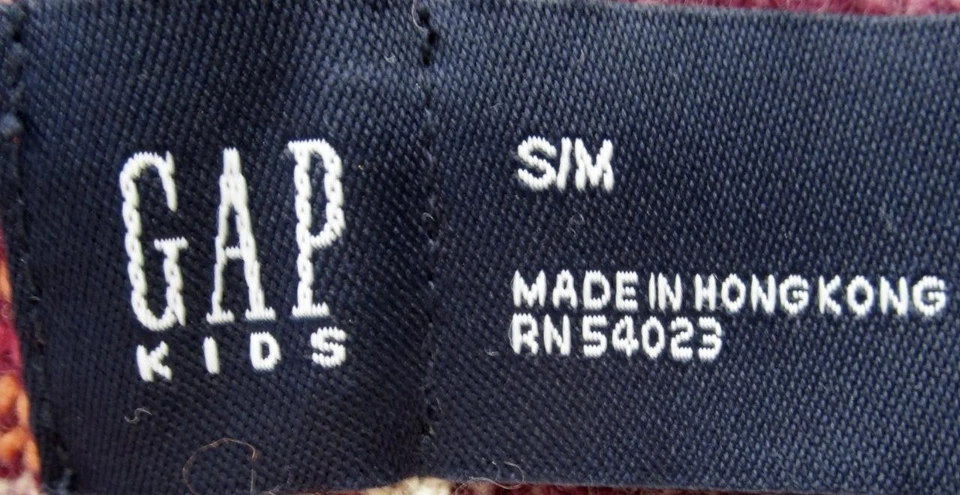 GAP
KIDS
S/M
MADE IN HONG KONG
RN 54023